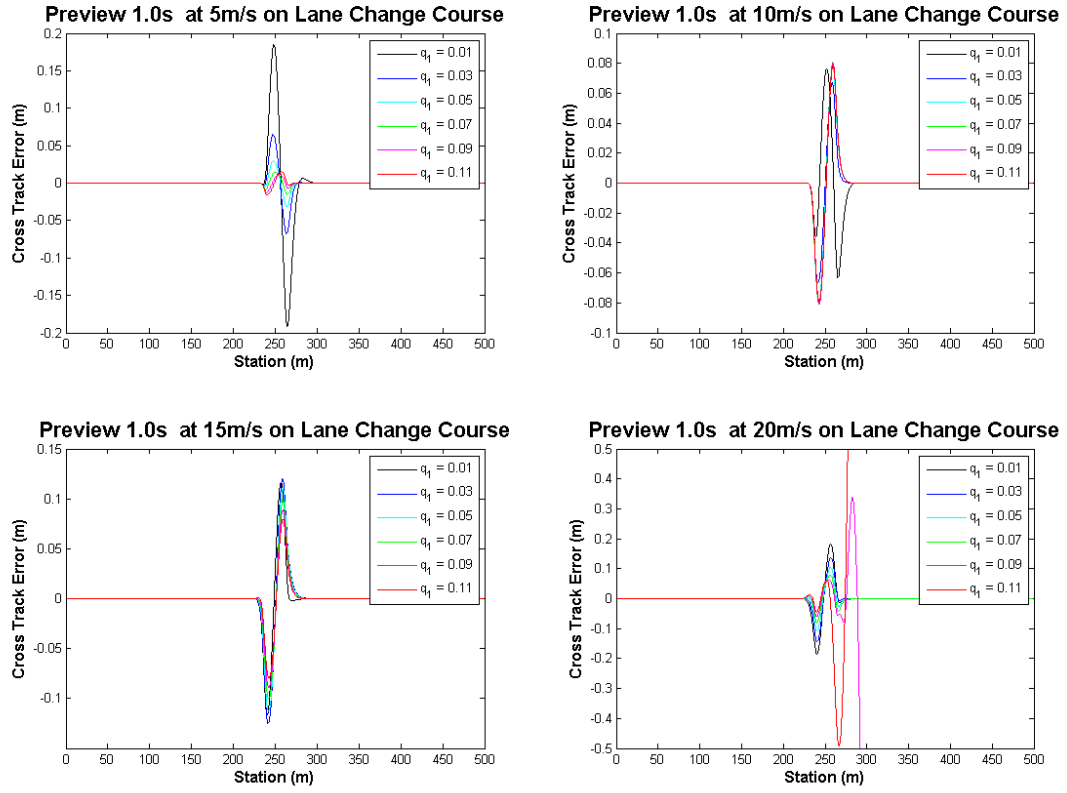 Preview 1.0s at 5m/s on Lane Change Course
Cross Track Error (m)
0.2
0.15
0.1
0.05
0
-0.05
-0.1
-0.15
-0.2
q1 = 0.01
q1 = 0.03
q1 = 0.05
q1 = 0.07
q1 = 0.09
q1 = 0.11
0 50 100 150 200 250 300 350 400 450 500
Station (m)
Preview 1.0s at 10m/s on Lane Change Course
Cross Track Error (m)
0.1
0.08
0.06
0.04
0.02
0
-0.02
-0.04
-0.06
-0.08
-0.1
q1 = 0.01
q1 = 0.03
q1 = 0.05
q1 = 0.07
q1 = 0.09
q1 = 0.11
0 50 100 150 200 250 300 350 400 450 500
Station (m)
Preview 1.0s at 15m/s on Lane Change Course
Cross Track Error (m)
0.15
0.1
0.05
0
-0.05
-0.1
q1 = 0.01
q1 = 0.03
q1 = 0.05
q1 = 0.07
q1 = 0.09
q1 = 0.11
0 50 100 150 200 250 300 350 400 450 500
Station (m)
Preview 1.0s at 20m/s on Lane Change Course
Cross Track Error (m)
0.5
0.4
0.3
0.2
0.1
0
-0.1
-0.2
-0.3
-0.4
-0.5
q1 = 0.01
q1 = 0.03
q1 = 0.05
q1 = 0.07
q1 = 0.09
q1 = 0.11
0 50 100 150 200 250 300 350 400 450 500
Station (m)